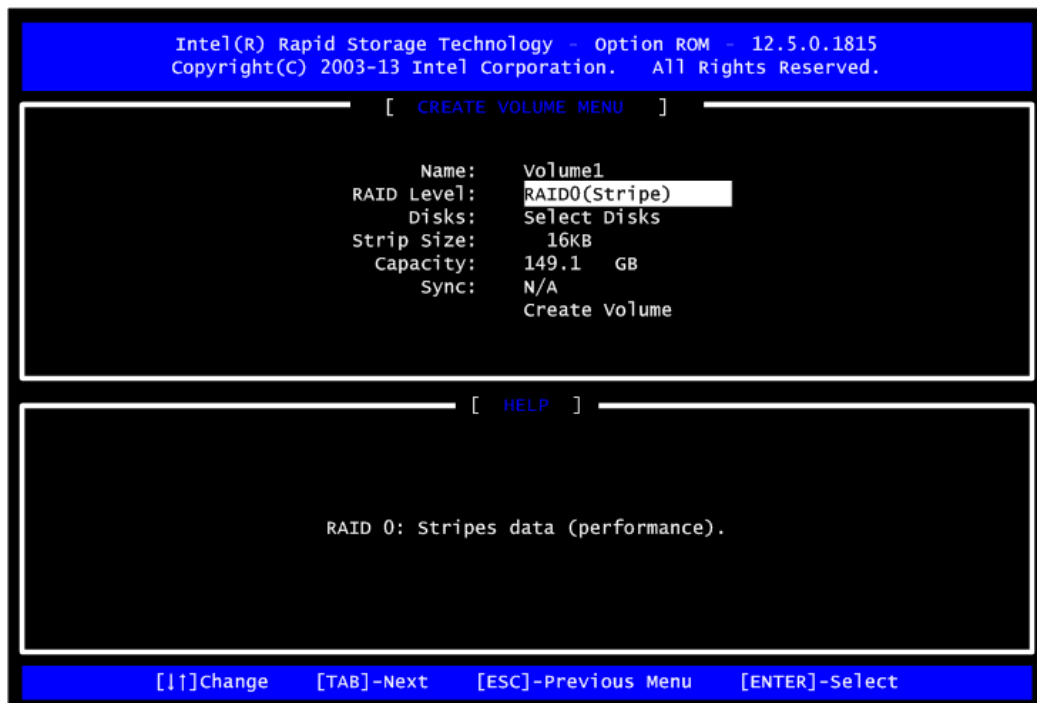 Intel(R) Rapid Storage Technology - Option ROM - 12.5.0.1815
Copyright(C) 2003-13 Intel Corporation. All Rights Reserved.
[ CREATE VOLUME MENU ]
Name: Volume1
RAID Level: RAID0(Stripe)
Disks: Select Disks
Strip Size: 16KB
Capacity: 149.1 GB
Sync: N/A
Create Volume
[ HELP ]
RAID 0: Stripes data (performance).
[↓↑]Change [TAB]-Next [ESC]-Previous Menu [ENTER]-Select